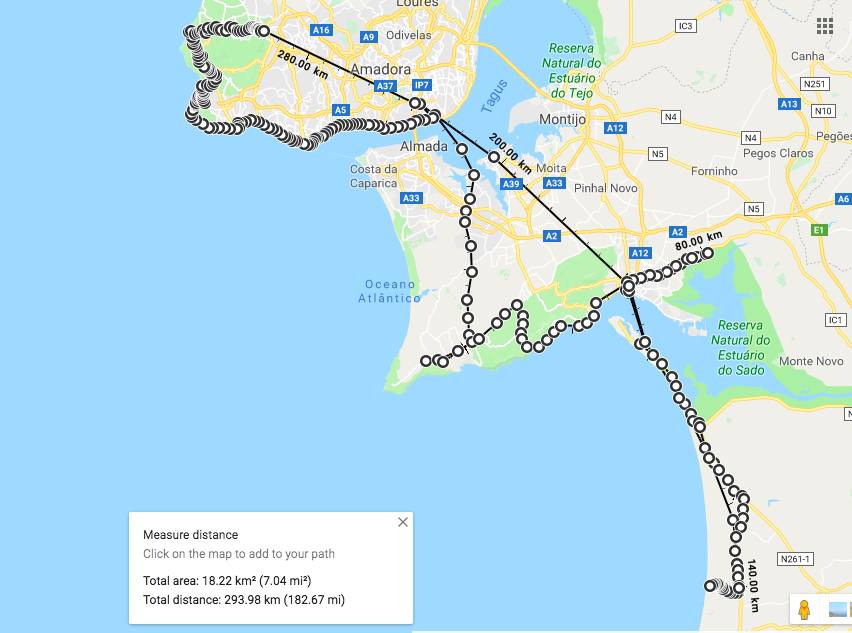 Loures
A16
IC3
A9
Odivelas
Reserva
Natural do
Estuário
do Tejo
Canha
280.00 km
Amadora
A37
IP7
N251
Tagus
A13
N10
A5
Montijo
N4
A12
Pegões
Almada
200.00 km
N4
N5
Pegos Claros
Costa da
Caparica
Moita
Forninho
A39
A33
Pinhal Novo
A33
A6
N5
A2
A2
E1
80.00 km
A12
Oceano
Atlântico
IC1
Reserva
Natural do
Estuário
do Sado
Monte Novo
N261-1
140.00 km
Measure distance
Click on the map to add to your path
Total area: 18.22 km² (7.04 mi²)
Total distance: 293.98 km (182.67 mi)